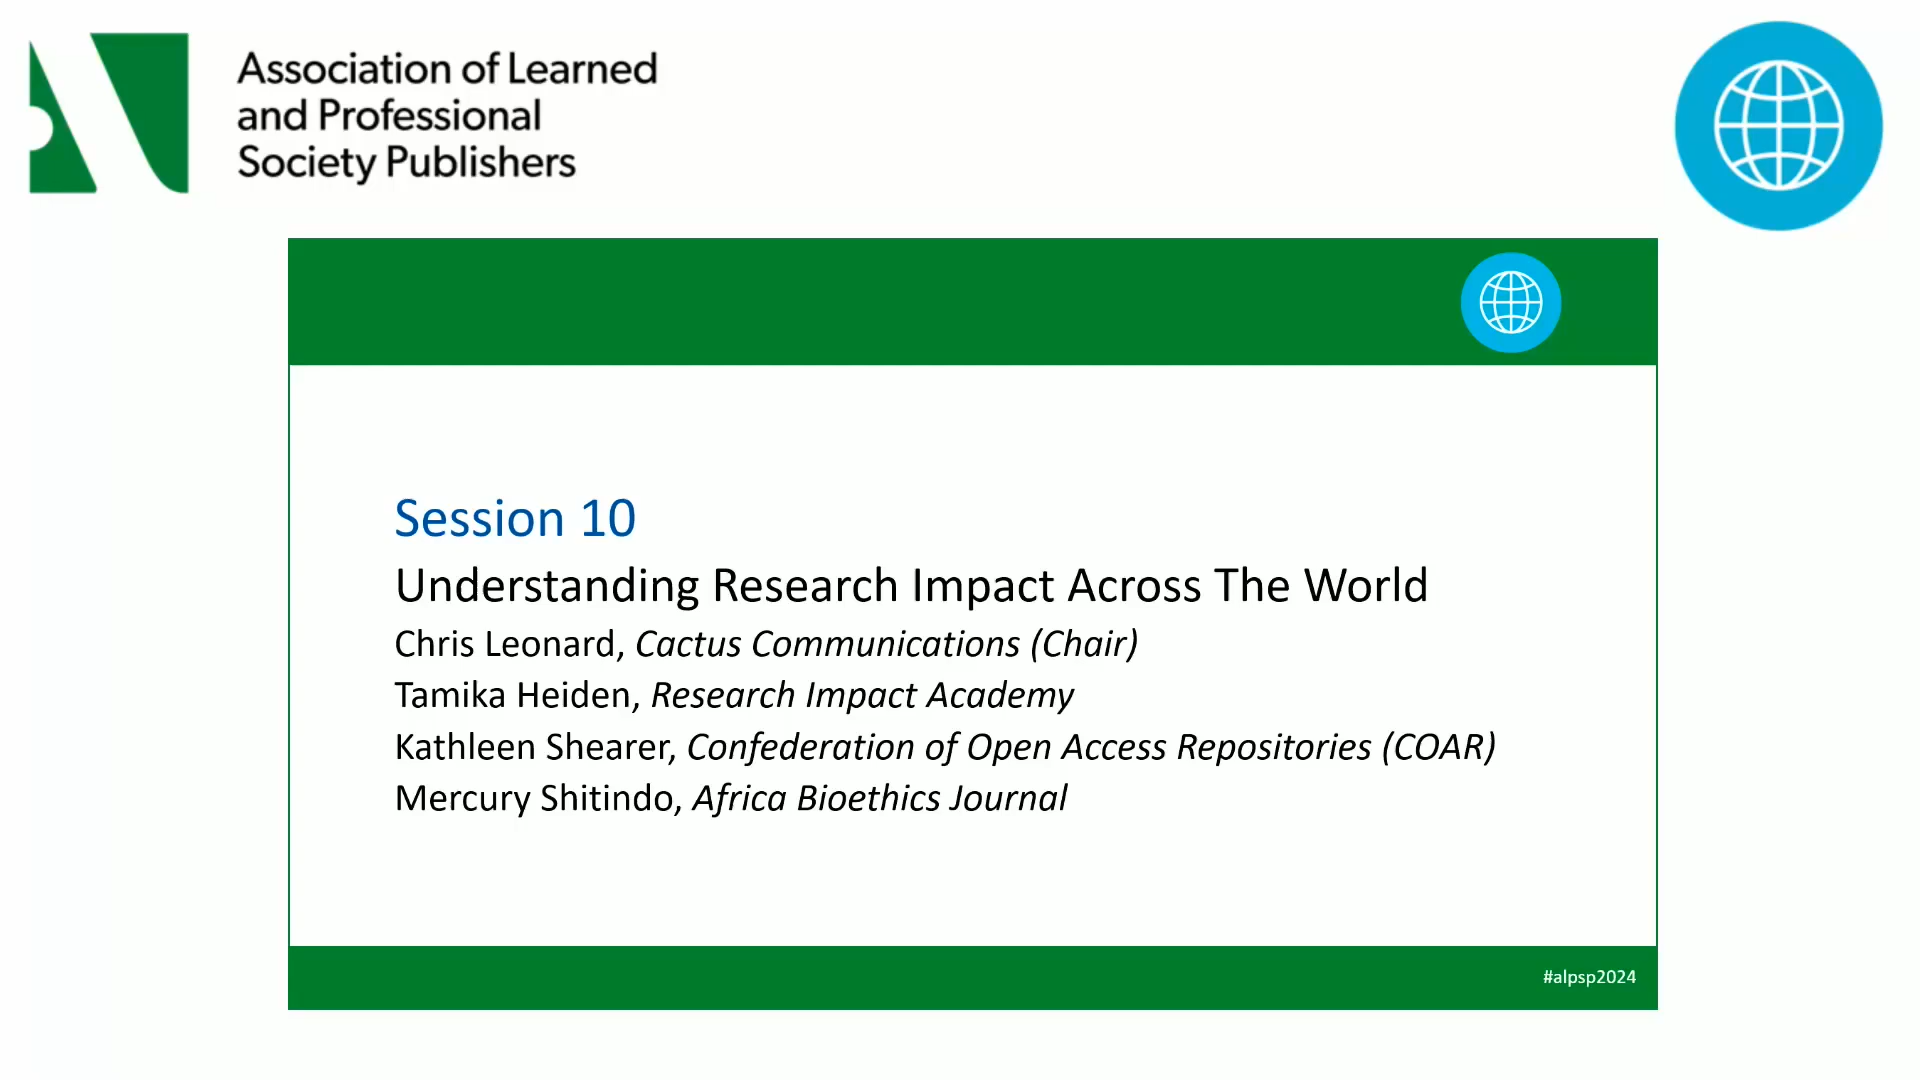 Association of Learned
and Professional
Society Publishers
Session 10
Understanding Research Impact Across The World
Chris Leonard, Cactus Communications (Chair)
Tamika Heiden, Research Impact Academy
Kathleen Shearer, Confederation of Open Access Repositories (COAR)
Mercury Shitindo, Africa Bioethics Journal
#alpsp2024